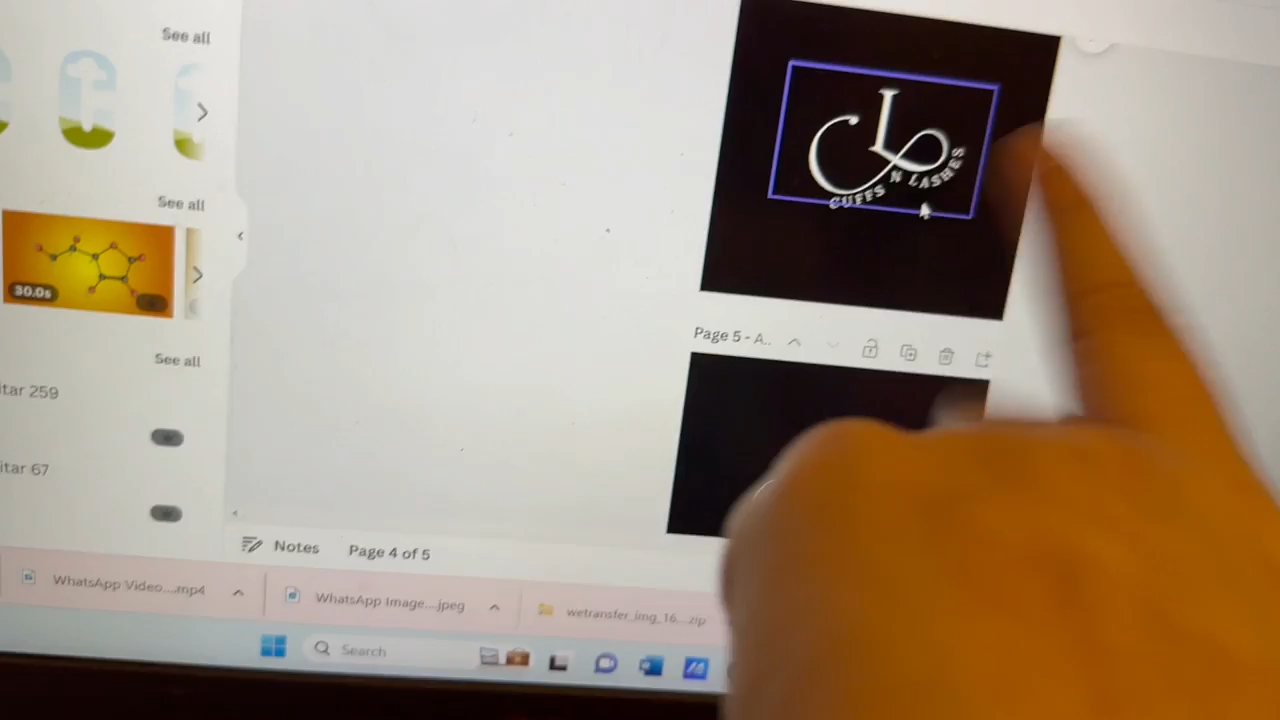 See all
See all
30.0s
See all
itar 259
itar 67
L
CUFFS N LASHES
Page 5 - A..
Notes Page 4 of 5
WhatsApp Video....mp4
WhatsApp Image....jpeg
wetransfer_img_16....zip
Search